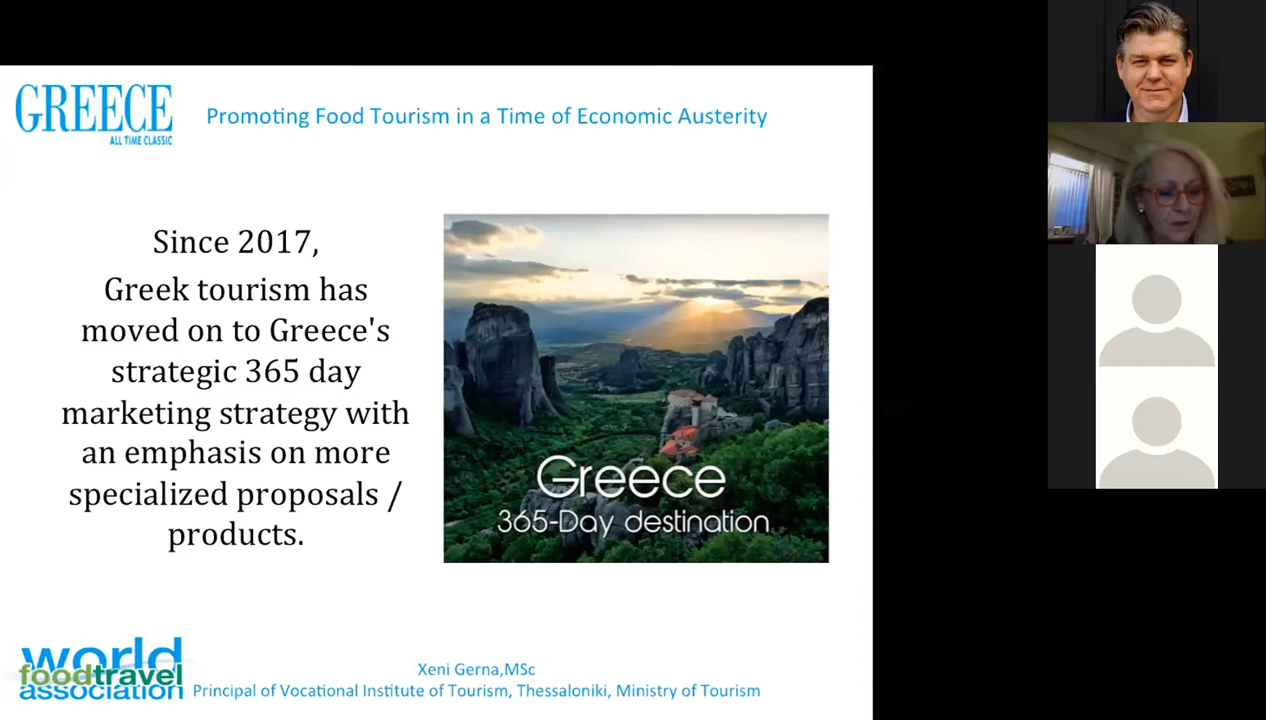 GREECE
ALL TIME CLASSIC
Promoting Food Tourism in a Time of Economic Austerity
Since 2017,
Greek tourism has
moved on to Greece's
strategic 365 day
marketing strategy with
an emphasis on more
specialized proposals /
products.
Greece
365-Day destination
world
foodtravel
association
Xeni Gerna,MSc
Principal of Vocational Institute of Tourism, Thessaloniki, Ministry of Tourism